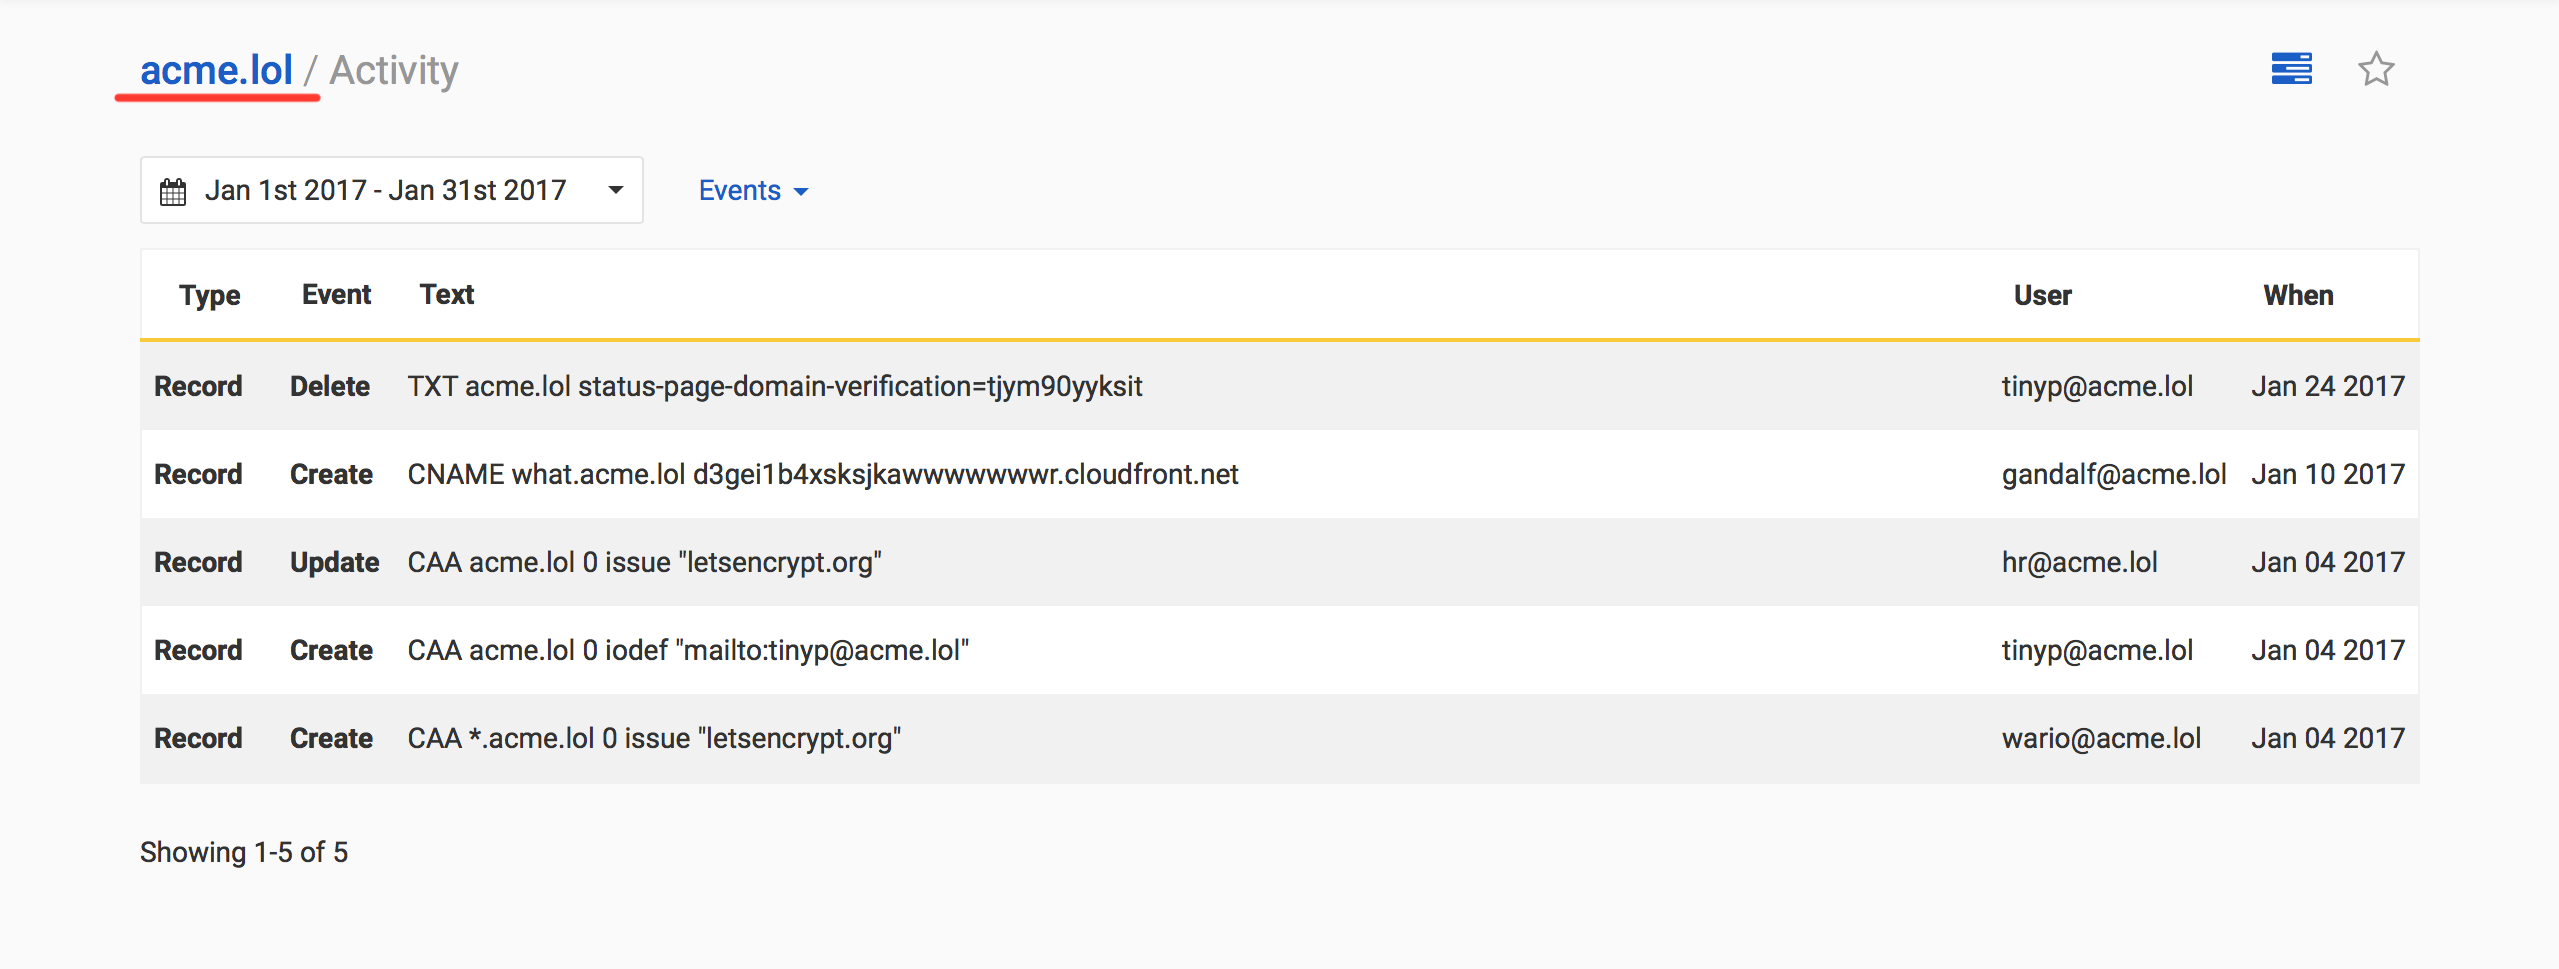 acme.lol / Activity
Jan 1st 2017 - Jan 31st 2017 Events
Type Event Text User When
Record Delete TXT acme.lol status-page-domain-verification=tjym90yyksit tinyp@acme.lol Jan 24 2017
Record Create CNAME what.acme.lol d3gei1b4xsksjkawwwwwwwr.cloudfront.net gandalf@acme.lol Jan 10 2017
Record Update CAA acme.lol 0 issue "letsencrypt.org" hr@acme.lol Jan 04 2017
Record Create CAA acme.lol 0 iodef "mailto:tinyp@acme.lol" tinyp@acme.lol Jan 04 2017
Record Create CAA *.acme.lol 0 issue "letsencrypt.org" wario@acme.lol Jan 04 2017
Showing 1-5 of 5